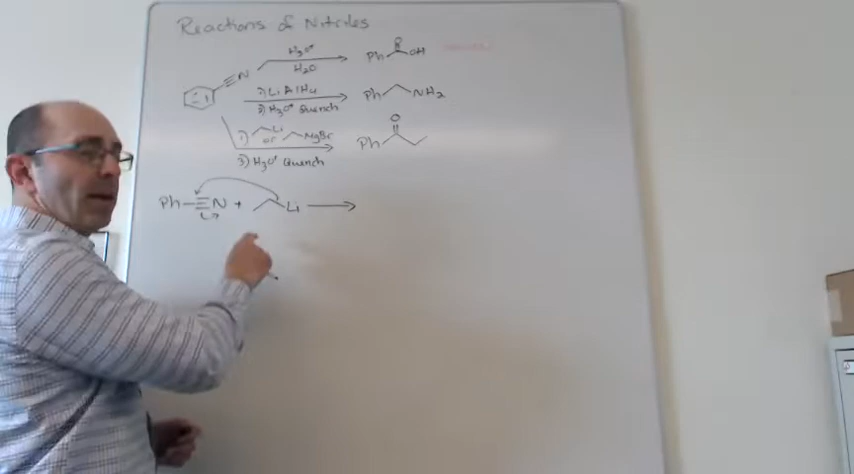 Reactions of Nitriles
H₃O⁺
H₂O
Ph OH
O
N
1) LiAlH₄
2) H₃O⁺ Quench
Ph NH₂
1) Li or MgBr
3) H₃O⁺ Quench
O
Ph
Ph-≡N + Li →